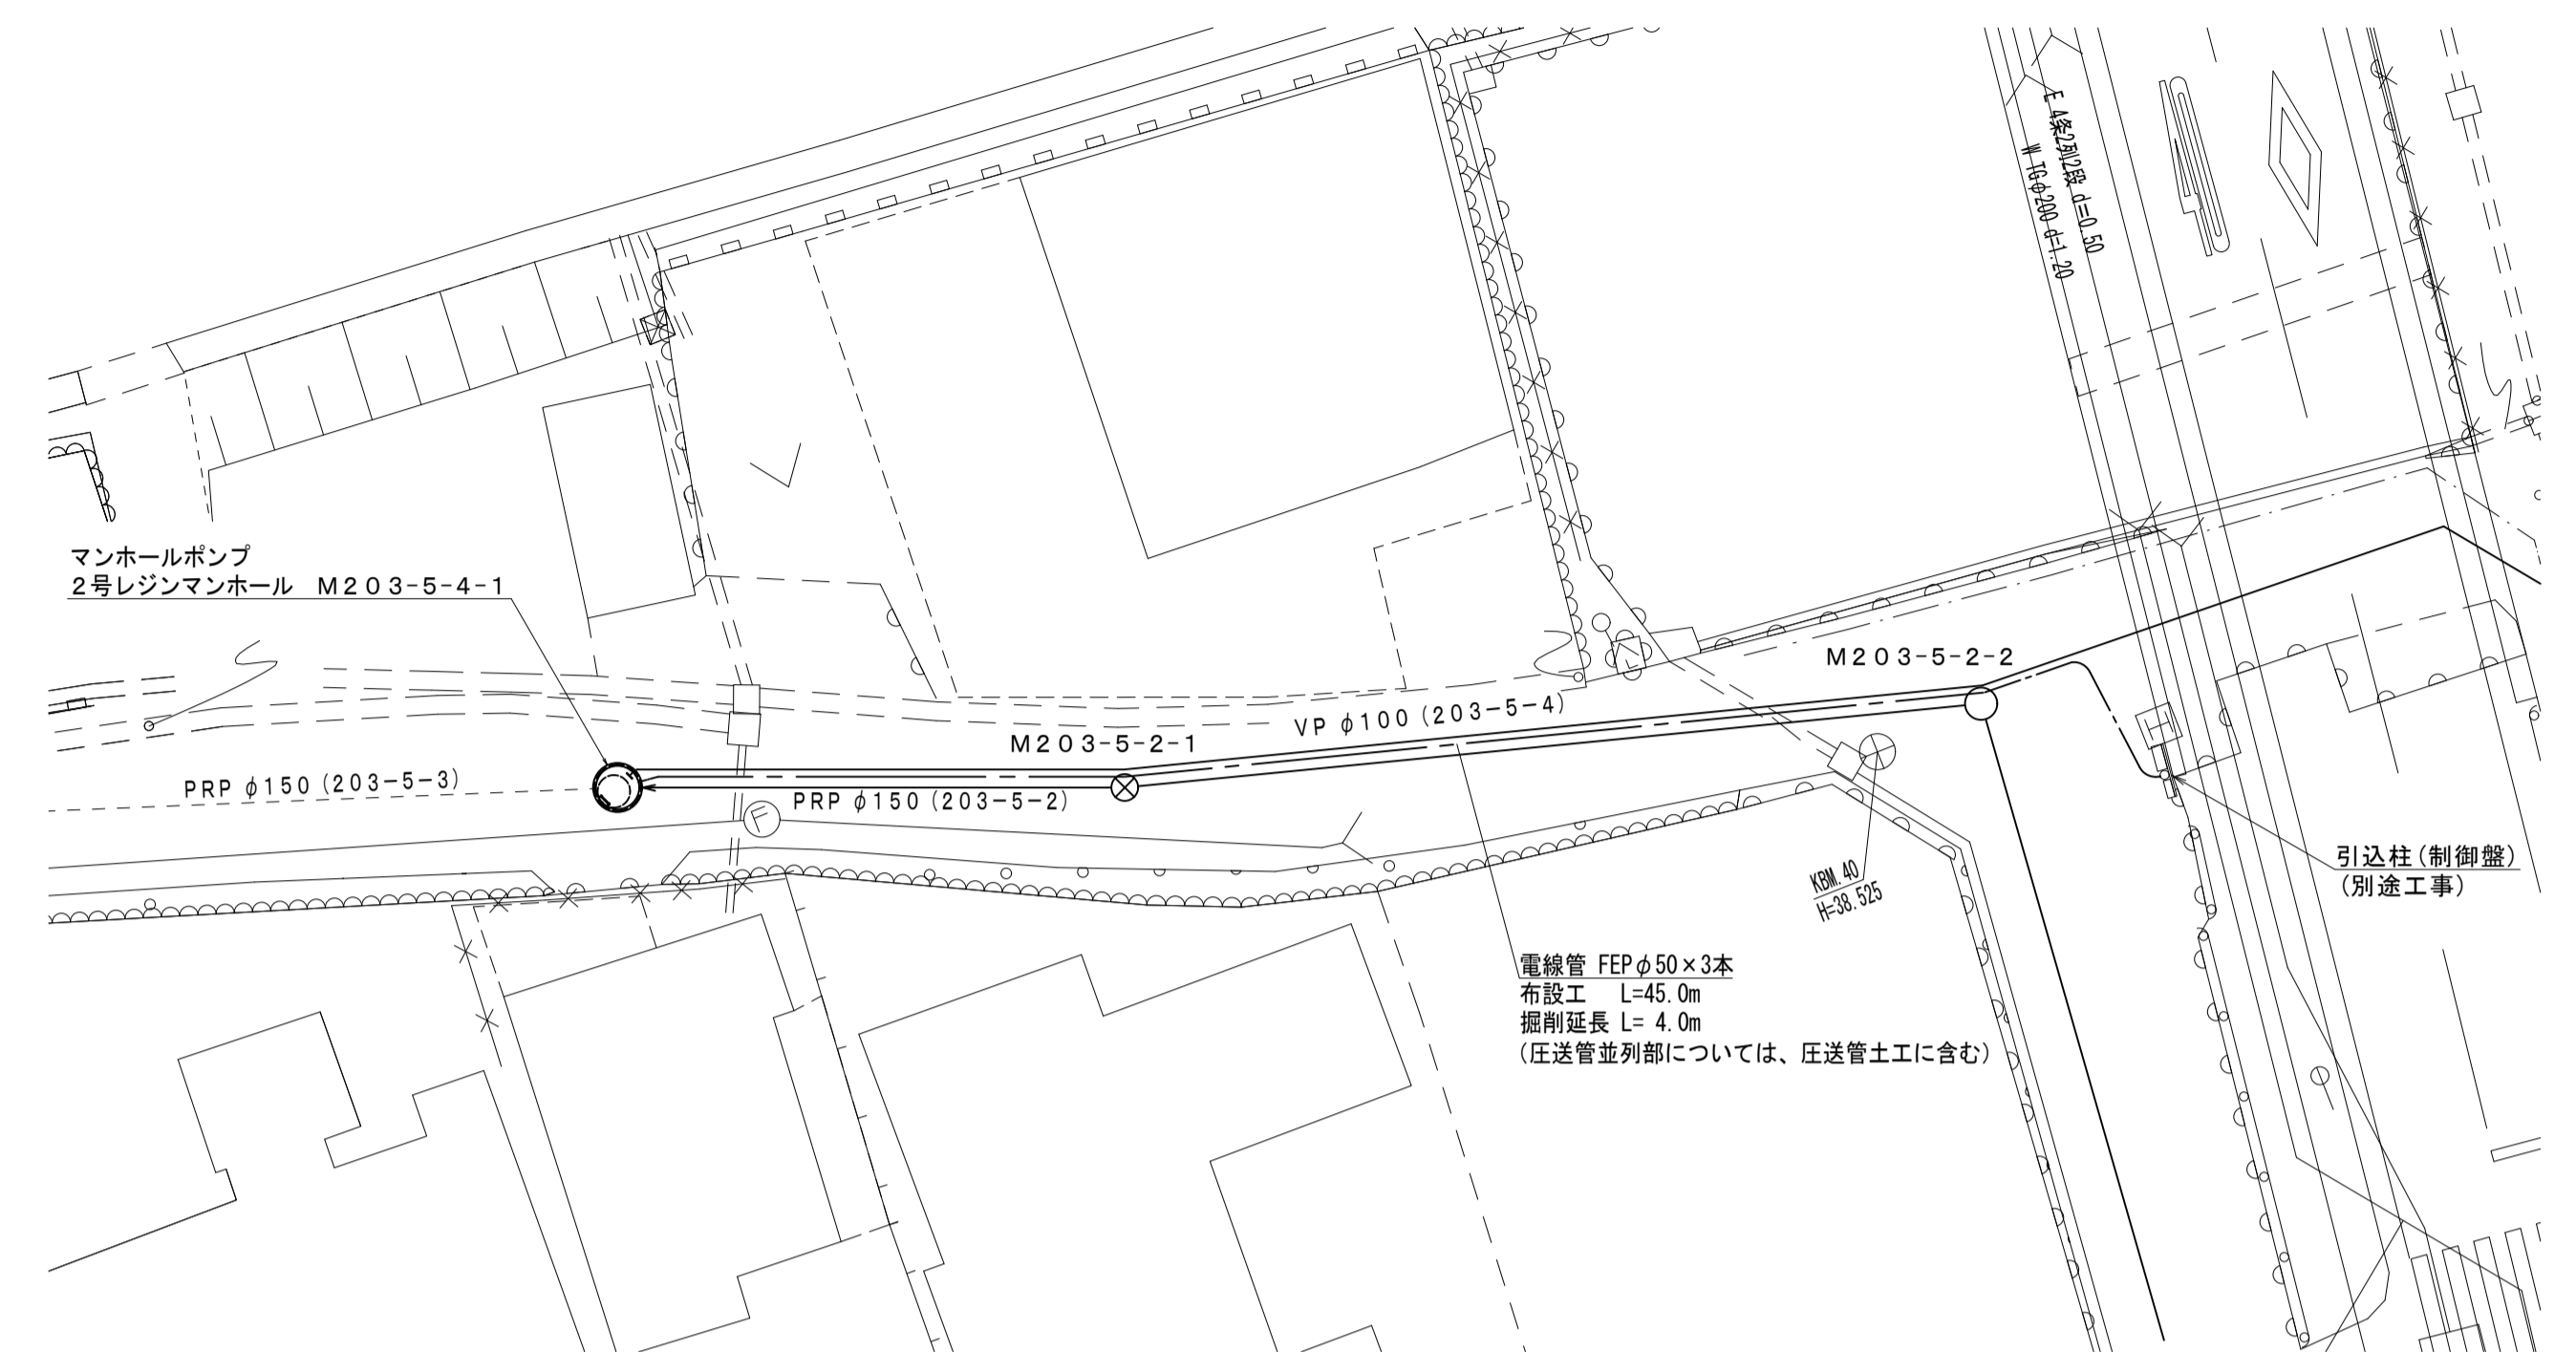 E 4条2列2段 d=0.50
W TGφ200 d=1.20
マンホールポンプ
2号レジンマンホール M203-5-4-1
M203-5-2-2
M203-5-2-1
VP φ100 (203-5-4)
PRP φ150 (203-5-3)
PRP φ150 (203-5-2)
引込柱(制御盤)
(別途工事)
KBM.40
H=38.525
電線管 FEPφ50×3本
布設工 L=45.0m
掘削延長 L= 4.0m
(圧送管並列部については、圧送管土工に含む)